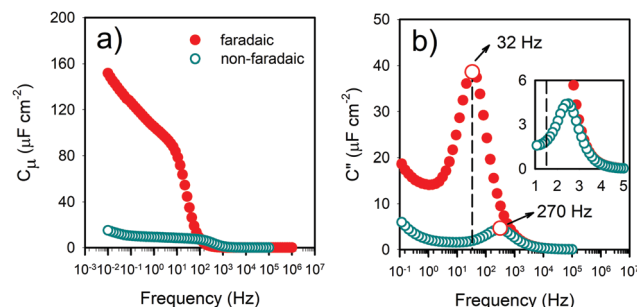 a)
faradaic
non-faradaic
C_μ (μF cm⁻²)
200
160
120
80
40
0
10⁻³ 10⁻² 10⁻¹ 10⁰ 10¹ 10² 10³ 10⁴ 10⁵ 10⁶ 10⁷
Frequency (Hz)
b)
32 Hz
270 Hz
C'' (μF cm⁻²)
50
40
30
20
10
0
10⁻¹ 10⁰ 10¹ 10² 10³ 10⁴ 10⁵ 10⁶ 10⁷
Frequency (Hz)
6
3
0
1 2 3 4 5